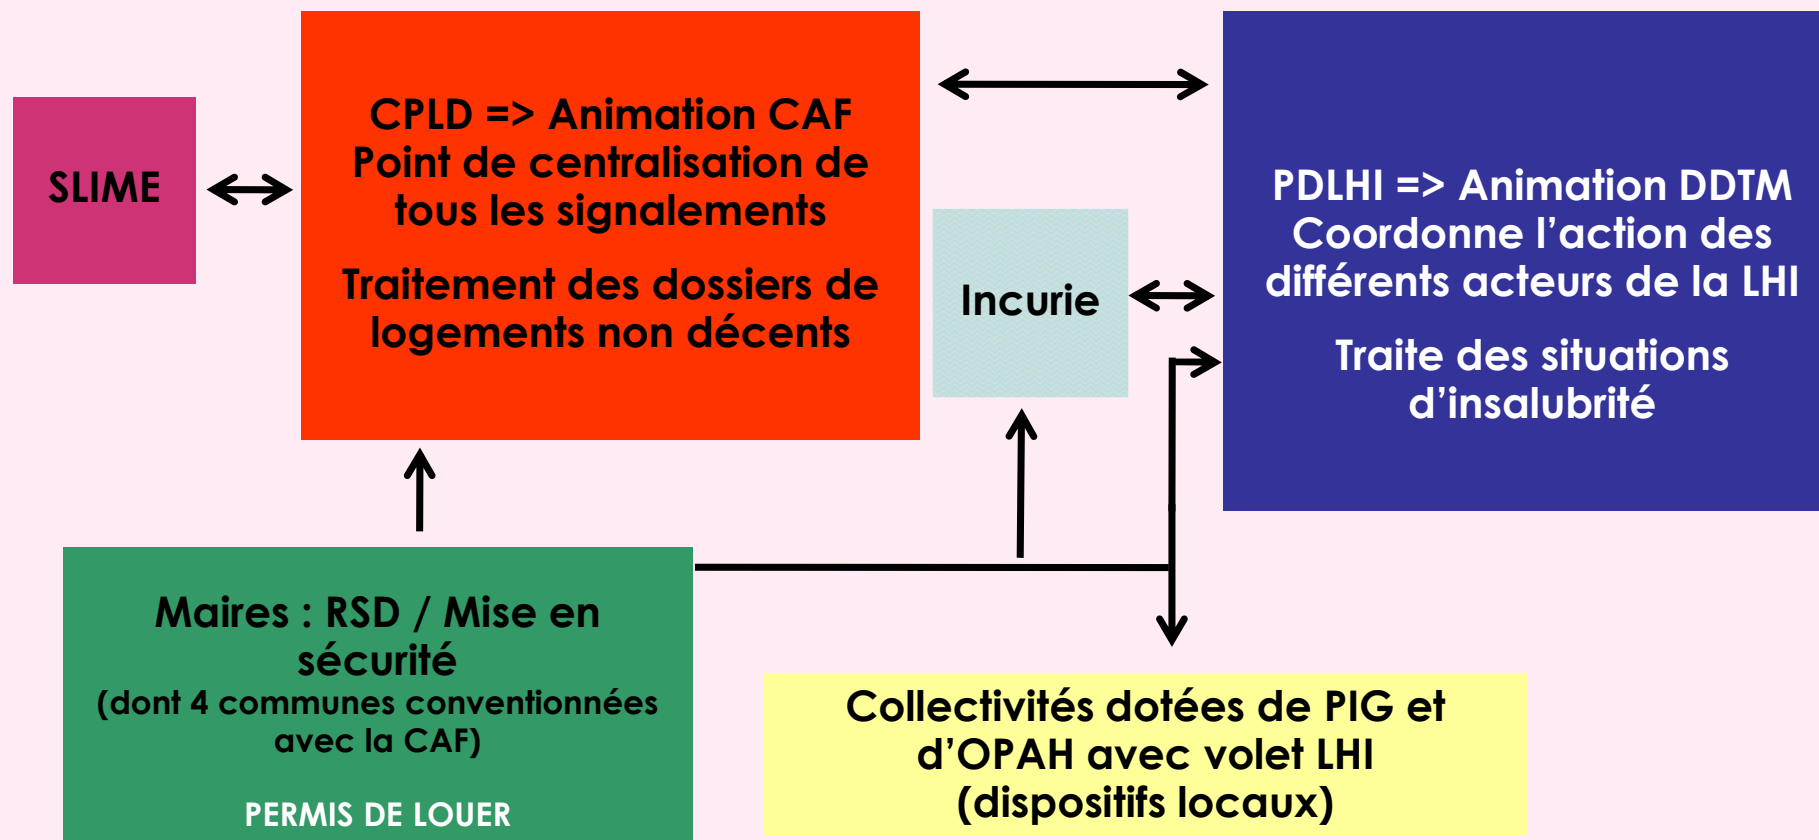 SLIME
CPLD => Animation CAF
Point de centralisation de
tous les signalements
Traitement des dossiers de
logements non décents
Incurie
PDLHI => Animation DDTM
Coordonne l’action des
différents acteurs de la LHI
Traite des situations
d’insalubrité
Maires : RSD / Mise en
sécurité
(dont 4 communes conventionnées
avec la CAF)
PERMIS DE LOUER
Collectivités dotées de PIG et
d’OPAH avec volet LHI
(dispositifs locaux)